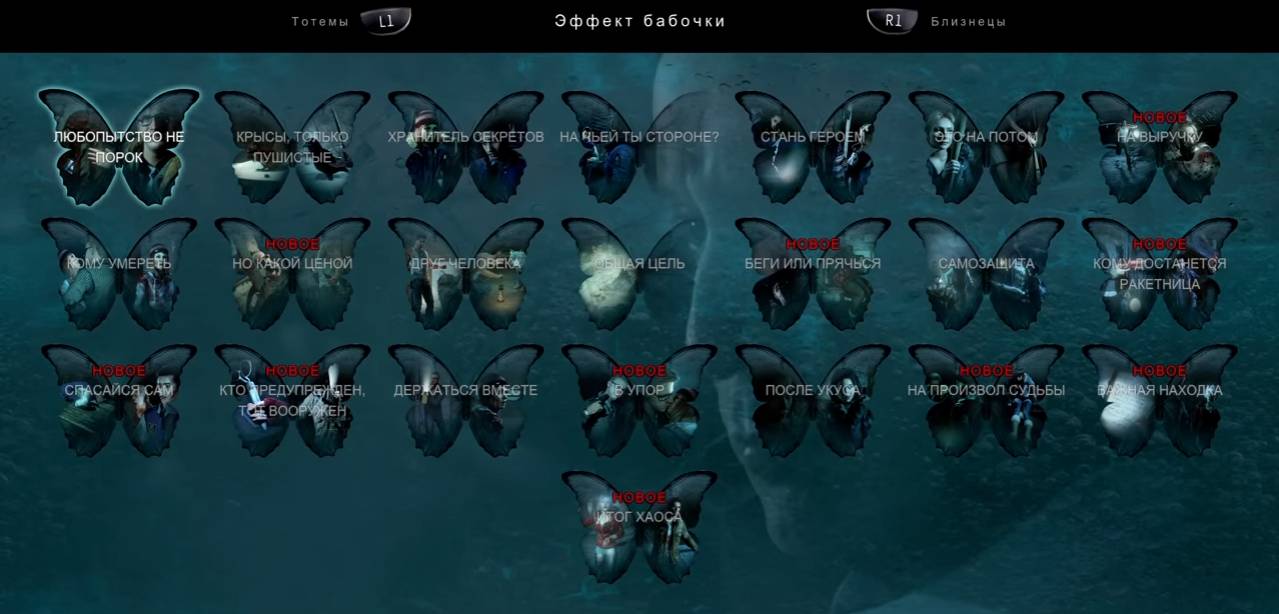 Тотемы L1 Эффект бабочки R1 Близнецы
ЛЮБОПЫТСТВО НЕ
ПОРОК
КРЫСЫ, ТОЛЬКО
ПУШИСТЫЕ
ХРАНИТЕЛЬ СЕКРЕТОВ
НА ЧЬЕЙ ТЫ СТОРОНЕ?
СТАНЬ ГЕРОЕМ
ЭТО НА ПОТОМ
НОВОЕ
НА ВЫРУЧКУ
КОМУ УМЕРЕТЬ
НОВОЕ
НО КАКОЙ ЦЕНОЙ
ДРУГ ЧЕЛОВЕКА
ОБЩАЯ ЦЕЛЬ
НОВОЕ
БЕГИ ИЛИ ПРЯЧЬСЯ
САМОЗАЩИТА
НОВОЕ
КОМУ ДОСТАНЕТСЯ
РАКЕТНИЦА
НОВОЕ
СПАСАЙСЯ САМ
НОВОЕ
КТО ПРЕДУПРЕЖДЕН,
ТОТ ВООРУЖЕН
ДЕРЖАТЬСЯ ВМЕСТЕ
НОВОЕ
В УПОР
ПОСЛЕ УКУСА
НОВОЕ
НА ПРОИЗВОЛ СУДЬБЫ
НОВОЕ
ВАЖНАЯ НАХОДКА
НОВОЕ
ИТОГ ХАОСА